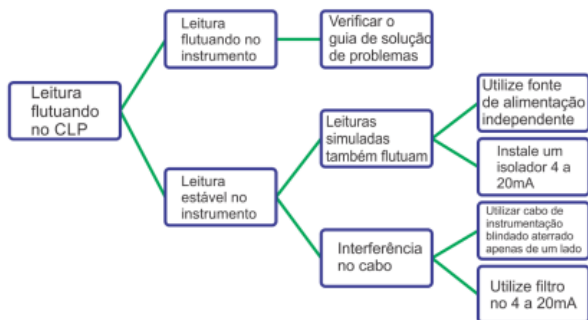 Leitura
flutuando
no CLP
Leitura
flutuando no
instrumento
Verificar o
guia de solução
de problemas
Leitura
estável no
instrumento
Leituras
simuladas
também flutuam
Utilize fonte
de alimentação
independente
Instale um
isolador 4 a
20mA
Interferência
no cabo
Utilizar cabo de
instrumentação
blindado aterrado
apenas de um lado
Utilize filtro
no 4 a 20mA